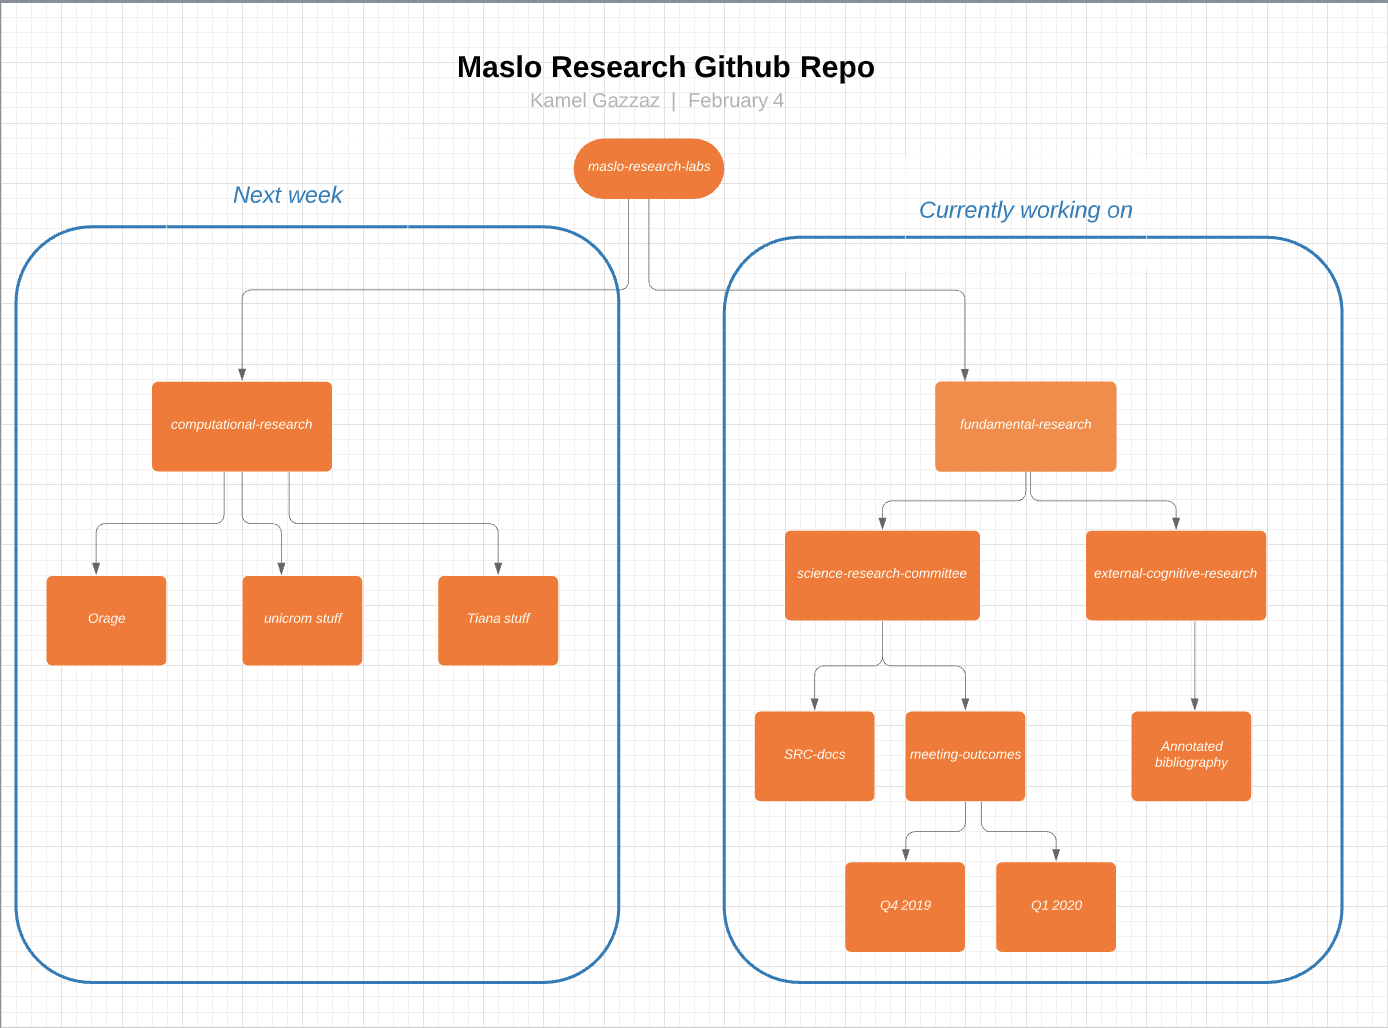 Maslo Research Github Repo
Kamel Gazzaz | February 4
maslo-research-labs
Next week
Currently working on
computational-research
fundamental-research
science-research-committee
external-cognitive-research
Orage
unicrom stuff
Tiana stuff
SRC-docs
meeting-outcomes
Annotated
bibliography
Q4 2019
Q1 2020